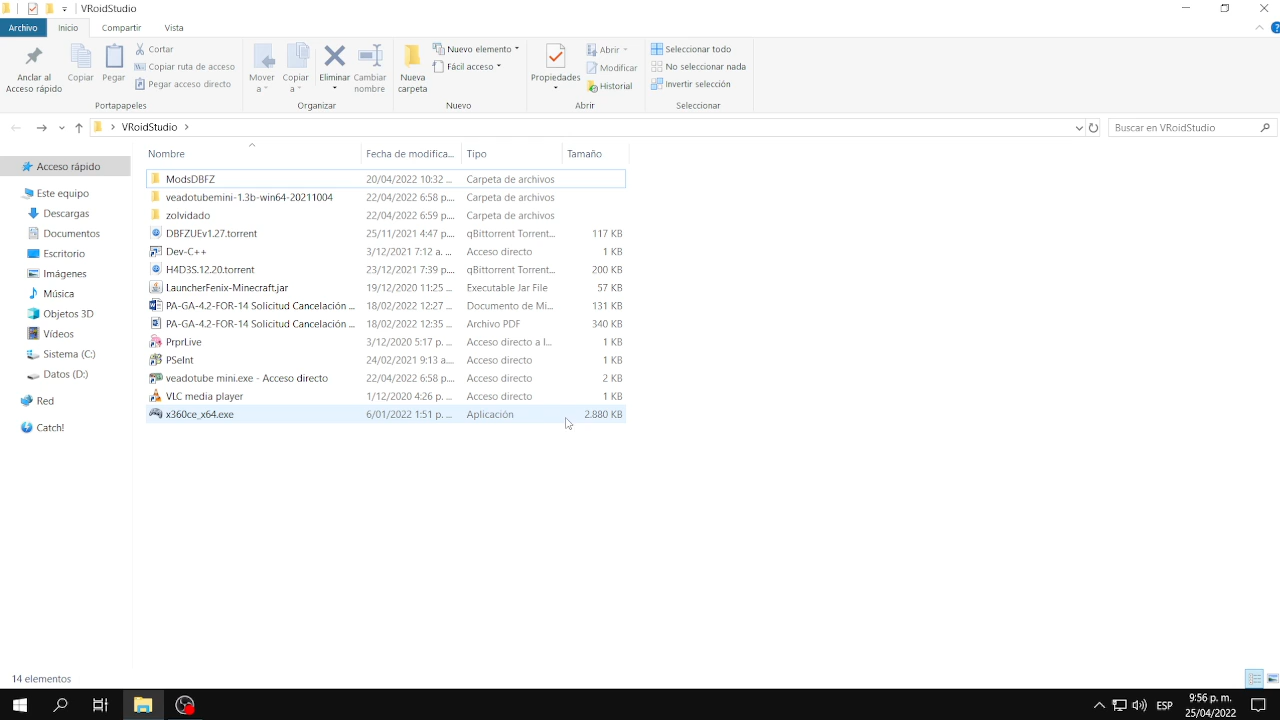 VRoidStudio
Archivo Inicio Compartir Vista
Anclar al Acceso rápido
Copiar
Pegar
Cortar
Copiar ruta de acceso
Pegar acceso directo
Portapapeles
Mover a
Copiar a
Eliminar
Cambiar nombre
Organizar
Nueva carpeta
Nuevo elemento
Fácil acceso
Nuevo
Propiedades
Abrir
Modificar
Historial
Abrir
Seleccionar todo
No seleccionar nada
Invertir selección
Seleccionar
VRoidStudio
Buscar en VRoidStudio
Acceso rápido
Este equipo
Descargas
Documentos
Escritorio
Imágenes
Música
Objetos 3D
Vídeos
Sistema (C:)
Datos (D:)
Red
Catch!
Nombre Fecha de modifica... Tipo Tamaño
ModsDBFZ 20/04/2022 10:32 ... Carpeta de archivos
veadotubemini-1.3b-win64-20211004 22/04/2022 6:58 p.... Carpeta de archivos
zolvidado 22/04/2022 6:59 p.... Carpeta de archivos
DBFZUEv1.27.torrent 25/11/2021 4:47 p.... qBittorrent Torrent... 117 KB
Dev-C++ 3/12/2021 7:12 a. ... Acceso directo 1 KB
H4D3S.12.20.torrent 23/12/2021 7:39 p.... qBittorrent Torrent... 200 KB
LauncherFenix-Minecraft.jar 19/12/2020 11:25 ... Executable Jar File 57 KB
PA-GA-4.2-FOR-14 Solicitud Cancelación ... 18/02/2022 12:27 ... Documento de Mi... 131 KB
PA-GA-4.2-FOR-14 Solicitud Cancelación ... 18/02/2022 12:35 ... Archivo PDF 340 KB
PrprLive 3/12/2020 5:17 p. ... Acceso directo a I... 1 KB
PSeInt 24/02/2021 9:13 a.... Acceso directo 1 KB
veadotube mini.exe - Acceso directo 22/04/2022 6:58 p.... Acceso directo 2 KB
VLC media player 1/12/2020 4:26 p. ... Acceso directo 1 KB
x360ce_x64.exe 6/01/2022 1:51 p. ... Aplicación 2.880 KB
14 elementos
ESP
9:56 p. m.
25/04/2022